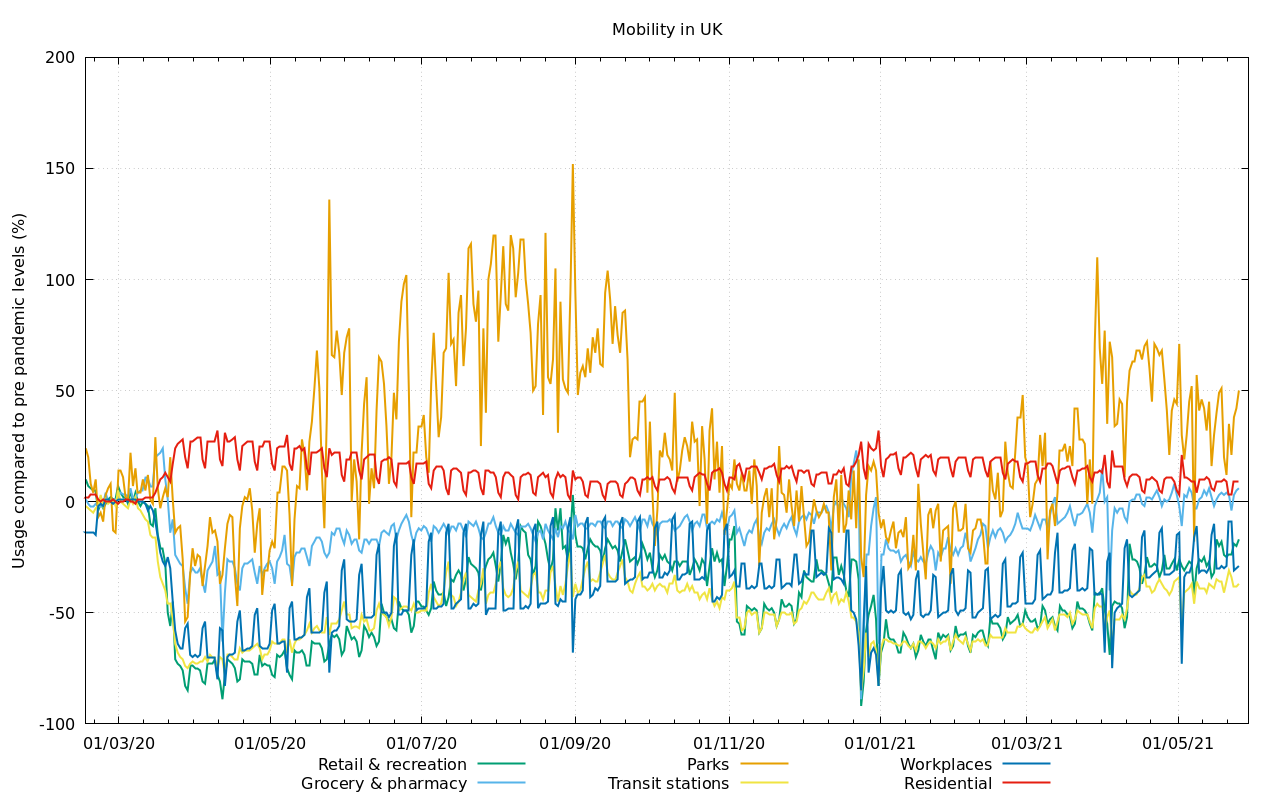 Mobility in UK
Usage compared to pre pandemic levels (%)
200
150
100
50
0
-50
-100
01/03/20 01/05/20 01/07/20 01/09/20 01/11/20 01/01/21 01/03/21 01/05/21
Retail & recreation Parks Workplaces
Grocery & pharmacy Transit stations Residential